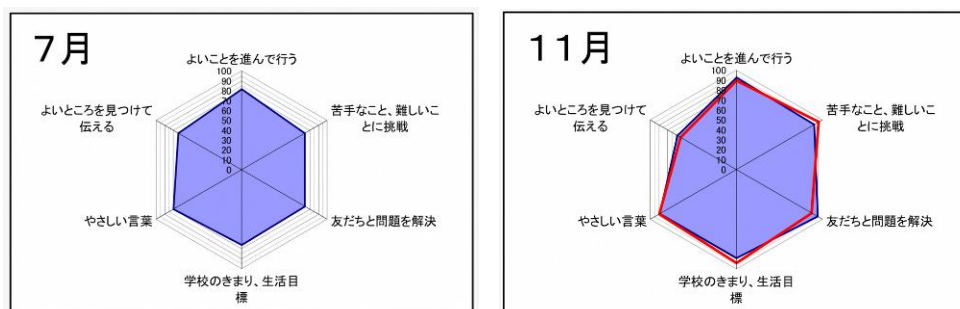 7月
よいことを進んで行う
100
90
80
70
60
50
40
30
20
10
0
苦手なこと、難しいこ
とに挑戦
友だちと問題を解決
学校のきまり、生活目
標
やさしい言葉
よいところを見つけて
伝える
11月
よいことを進んで行う
100
90
80
70
60
50
40
30
20
10
0
苦手なこと、難しいこ
とに挑戦
友だちと問題を解決
学校のきまり、生活目
標
やさしい言葉
よいところを見つけて
伝える